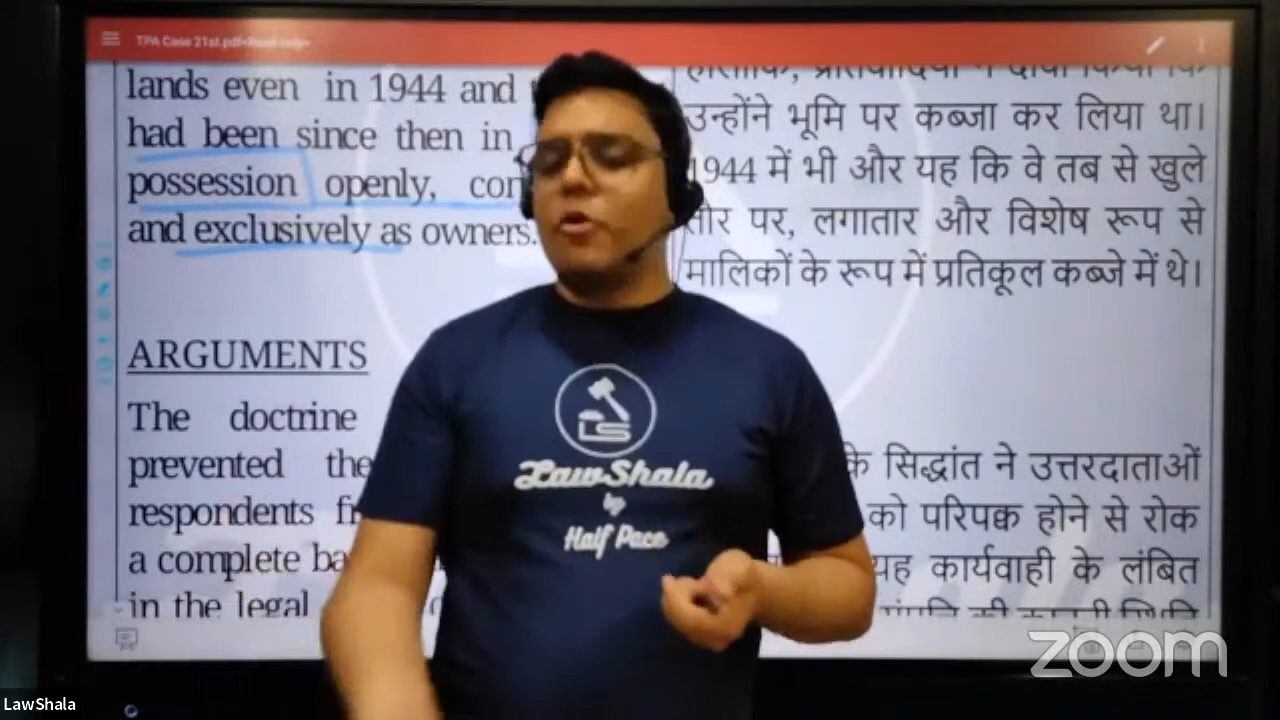 TPA Case 21st.pdf<Read-only>
lands even in 1944 and
had been since then in
possession openly, con
and exclusively as owners.
ARGUMENTS
The doctrine
prevented the
respondents
a complete ba
in the legal
उन्होंने भूमि पर कब्जा कर लिया था।
1944 में भी और यह कि वे तब से खुले
तौर पर, लगातार और विशेष रूप से
मालिकों के रूप में प्रतिकूल कब्जे में थे।
के सिद्धांत ने उत्तरदाताओं
को परिपक्व होने से रोक
यह कार्यवाही के लंबित
LS
LawShala
by
Half Pace
zoom
LawShala